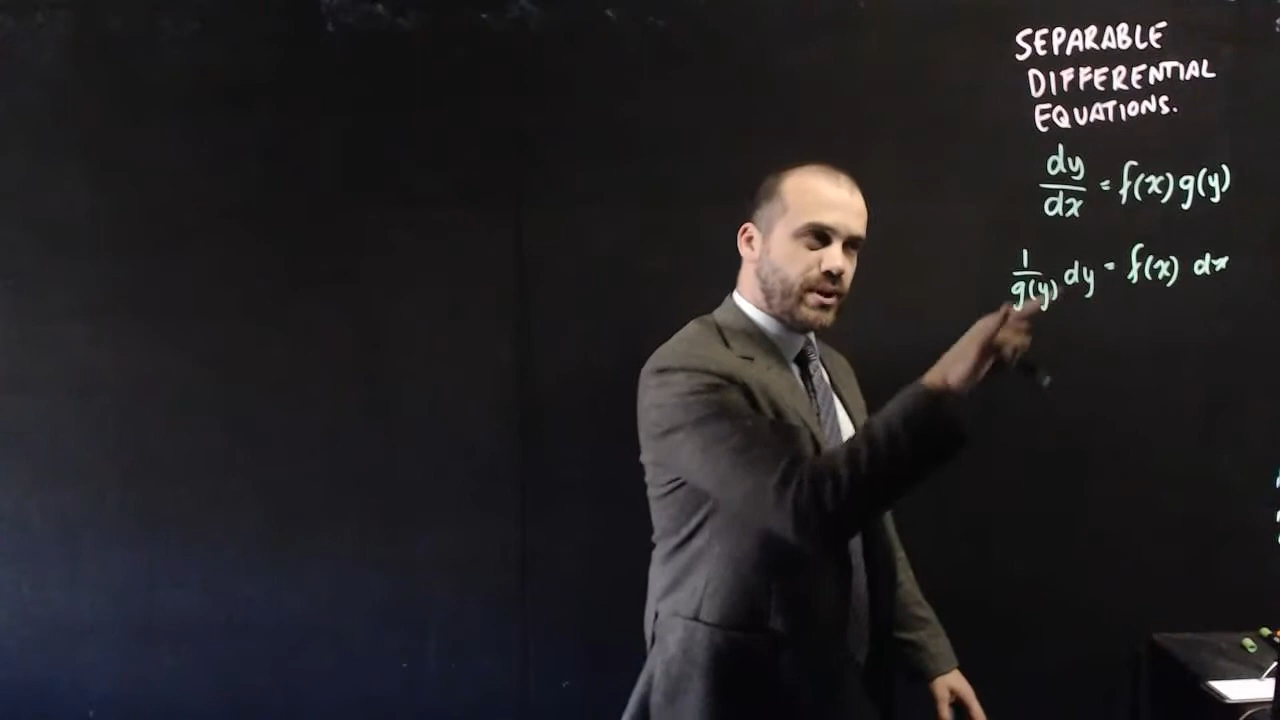 SEPARABLE
DIFFERENTIAL
EQUATIONS.
dy/dx = f(x) g(y)
1/g(y) dy = f(x) dx